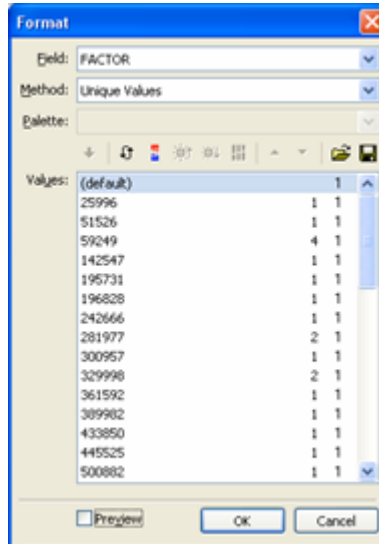 Format
Field: FACTOR
Method: Unique Values
Palette:
Values: (default) 1
25996 1 1
51526 1 1
59249 4 1
142547 1 1
195731 1 1
196828 1 1
242666 1 1
281977 2 1
300957 1 1
329998 2 1
361592 1 1
389982 1 1
433850 1 1
445525 1 1
500882 1 1
Preview OK Cancel